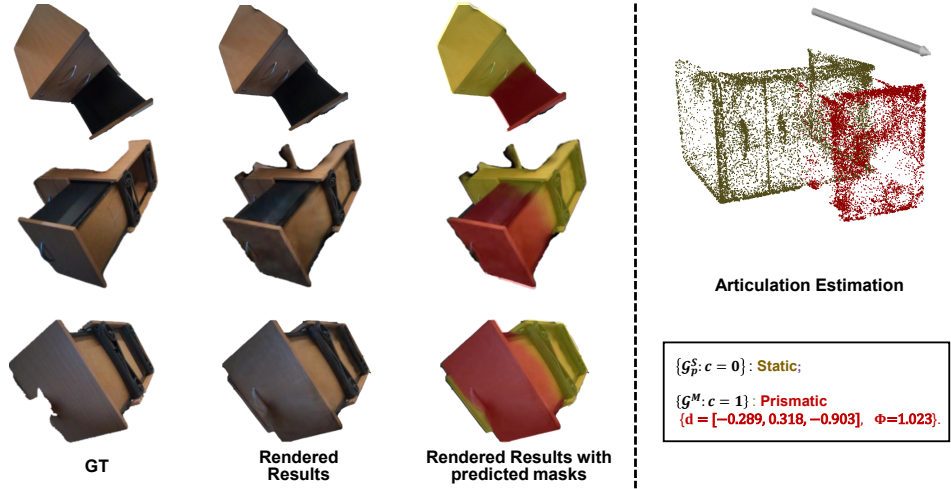 GT
Rendered
Results
Rendered Results with
predicted masks
Articulation Estimation
{𝒢ₚˢ: c = 0} : Static;
{𝒢ᴹ: c = 1} : Prismatic
{d = [−0.289, 0.318, −0.903], Φ=1.023}.